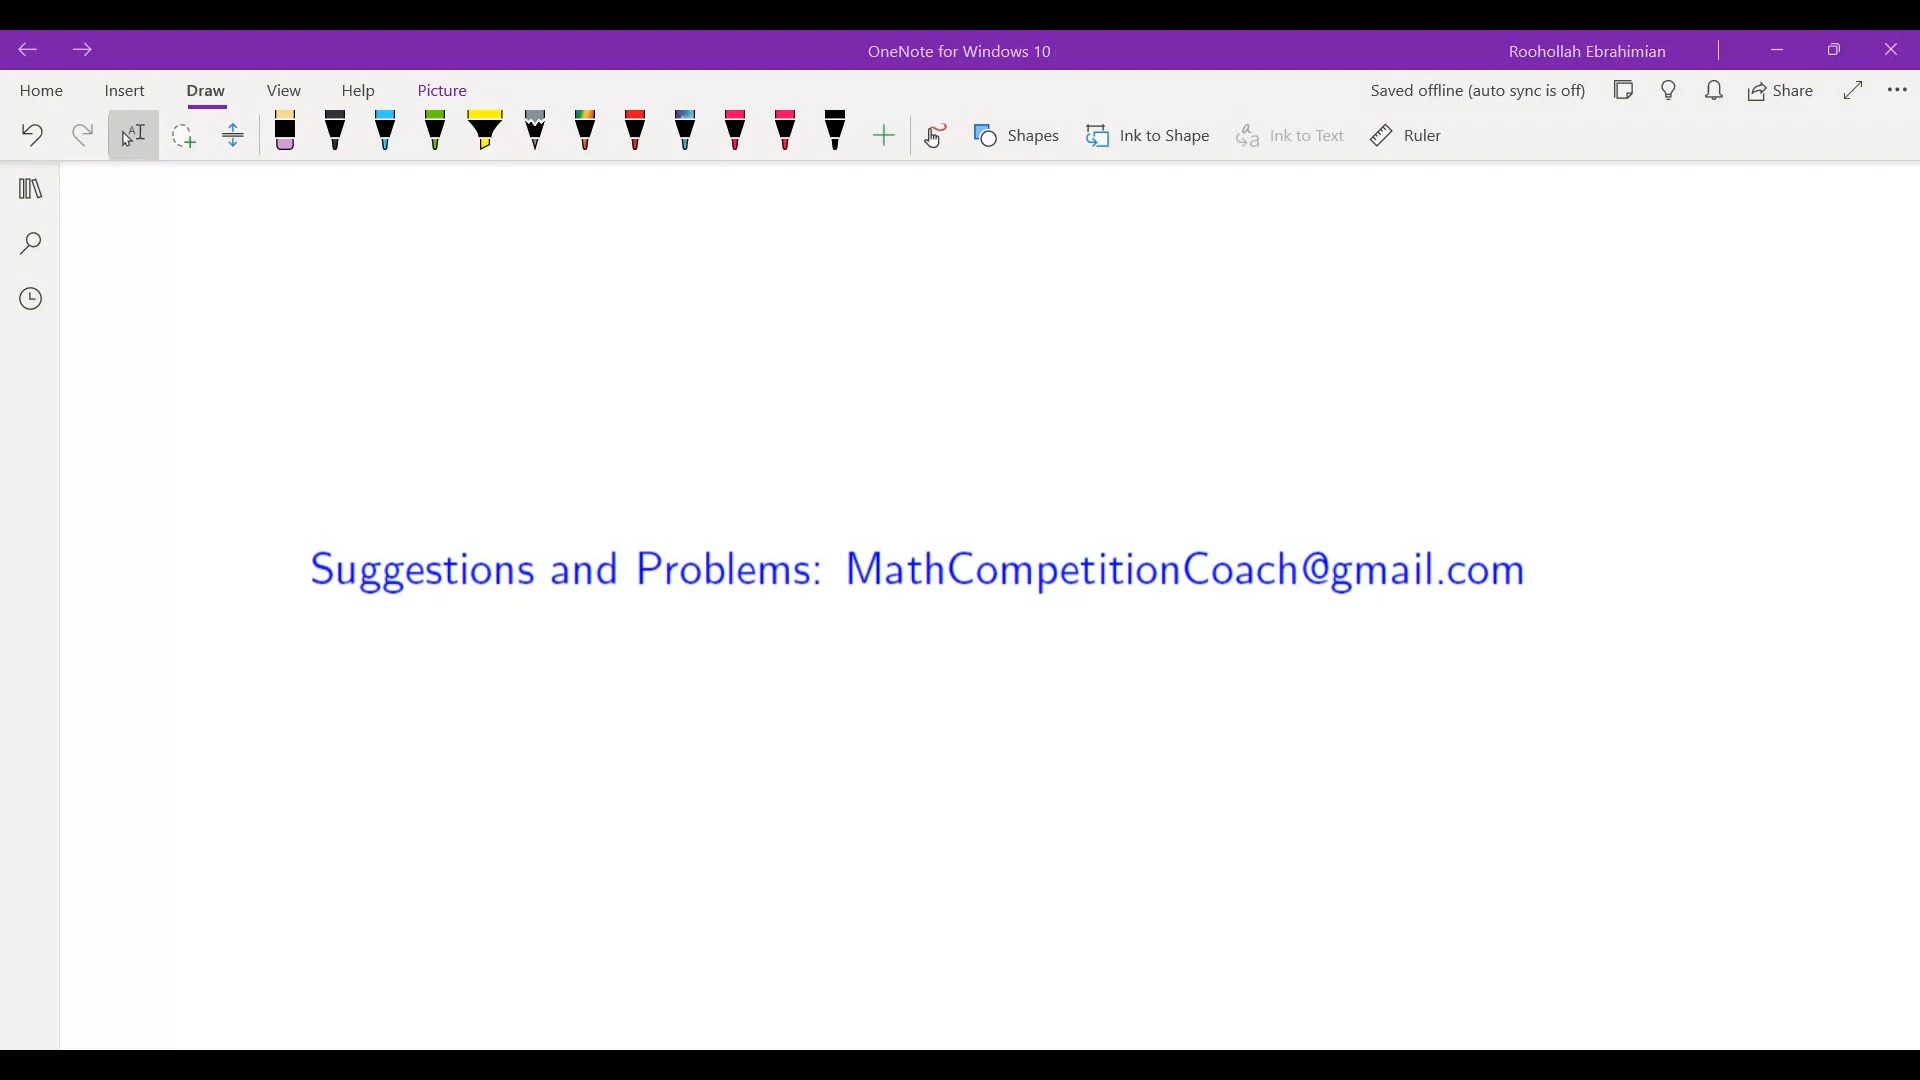 OneNote for Windows 10
Roohollah Ebrahimian
Home Insert Draw View Help Picture
Saved offline (auto sync is off) Share
Shapes Ink to Shape Ink to Text Ruler
Suggestions and Problems: MathCompetitionCoach@gmail.com